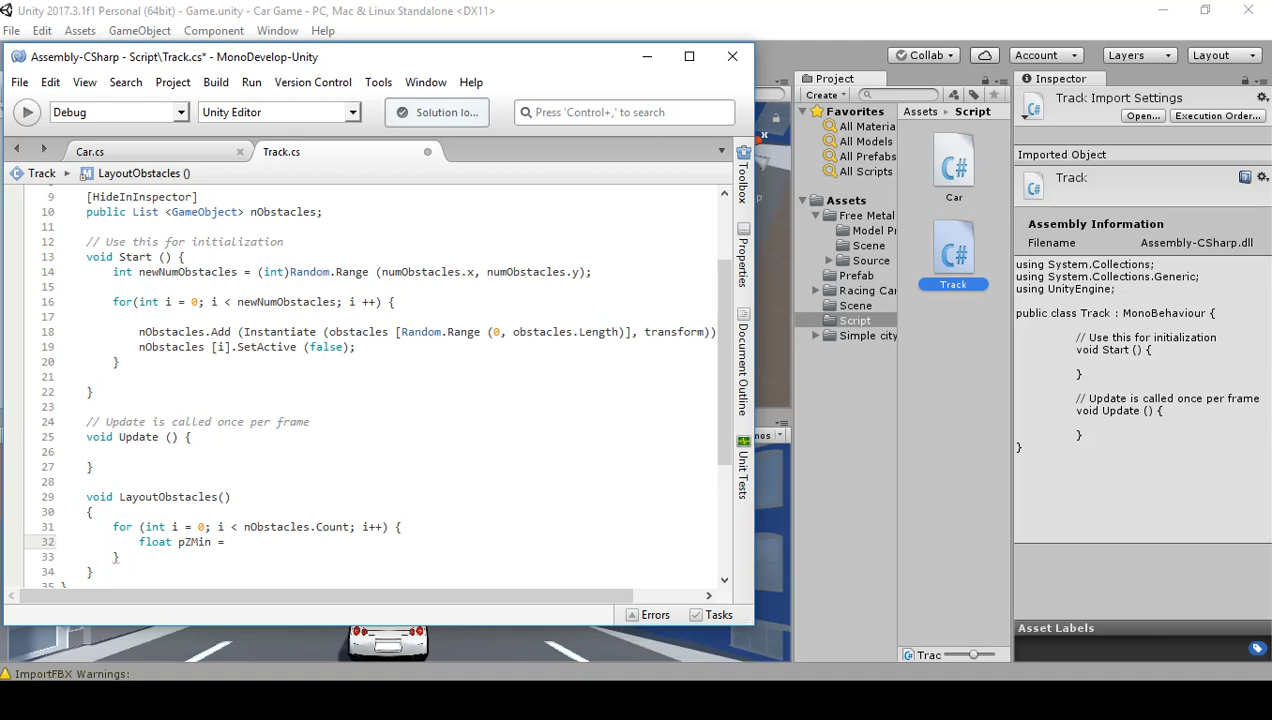 Unity 2017.3.1f1 Personal (64bit) - Game.unity - Car Game - PC, Mac & Linux Standalone <DX11>
File Edit Assets GameObject Component Window Help
Collab Account Layers Layout
Assembly-CSharp - Script\Track.cs* - MonoDevelop-Unity
File Edit View Search Project Build Run Version Control Tools Window Help
Debug Unity Editor Solution lo... Press 'Control+,' to search
Car.cs Track.cs
Track LayoutObstacles ()
9 [HideInInspector]
10 public List <GameObject> nObstacles;
11
12 // Use this for initialization
13 void Start () {
14 int newNumObstacles = (int)Random.Range (numObstacles.x, numObstacles.y);
15
16 for(int i = 0; i < newNumObstacles; i ++) {
17
18 nObstacles.Add (Instantiate (obstacles [Random.Range (0, obstacles.Length)], transform))
19 nObstacles [i].SetActive (false);
20 }
21
22 }
23
24 // Update is called once per frame
25 void Update () {
26
27 }
28
29 void LayoutObstacles()
30 {
31 for (int i = 0; i < nObstacles.Count; i++) {
32 float pZMin =
33 }
34 }
35 }
Errors Tasks
Toolbox
Properties
Document Outline
Unit Tests
x
p
mos
Project
Create
Favorites
All Materia
All Models
All Prefabs
All Scripts
Assets
Free Metal
Model Pr
Scene
Source
Prefab
Racing Car
Scene
Script
Simple city
Assets Script
C#
Car
C#
Track
Trac
Inspector
Track Import Settings
Open... Execution Order...
Imported Object
Track
Assembly Information
Filename Assembly-CSharp.dll
using System.Collections;
using System.Collections.Generic;
using UnityEngine;
public class Track : MonoBehaviour {
// Use this for initialization
void Start () {
}
// Update is called once per frame
void Update () {
}
}
Asset Labels
ImportFBX Warnings: